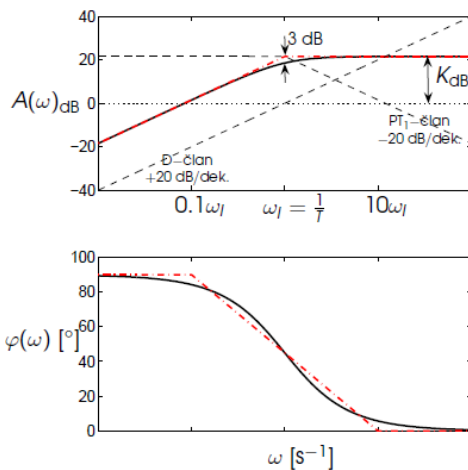 40
3 dB
20
A(ω)dB
KdB
0
PT₁–član
−20 dB/dek.
−20
Đ–član
+20 dB/dek.
−40
0.1ωl
ωl = 1/T
10ωl
100
80
60
φ(ω) [°]
40
20
0
ω [s⁻¹]